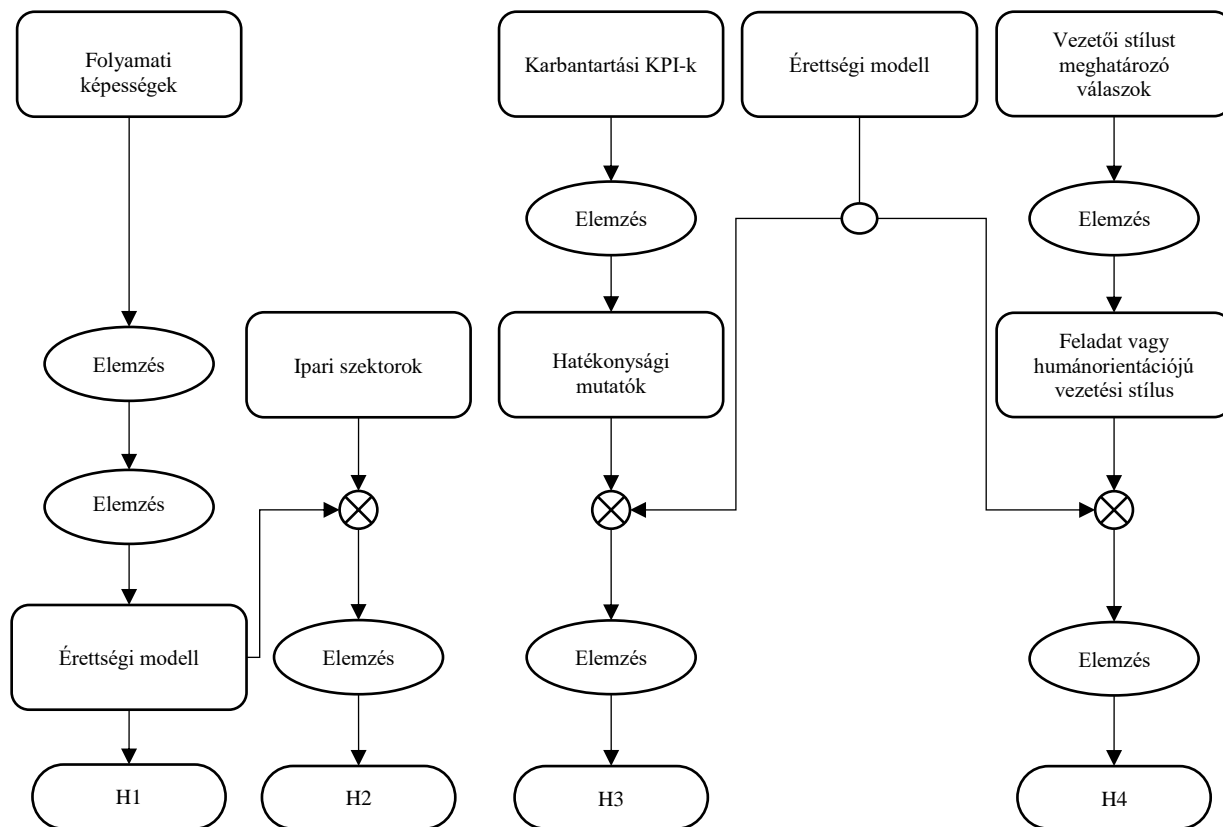 Folyamati
képességek
Karbantartási KPI-k
Érettségi modell
Vezetői stílust
meghatározó
válaszok
Elemzés
Elemzés
Elemzés
Ipari szektorok
Hatékonysági
mutatók
Feladat vagy
humánorientációjú
vezetési stílus
Elemzés
Érettségi modell
Elemzés
Elemzés
Elemzés
H1
H2
H3
H4